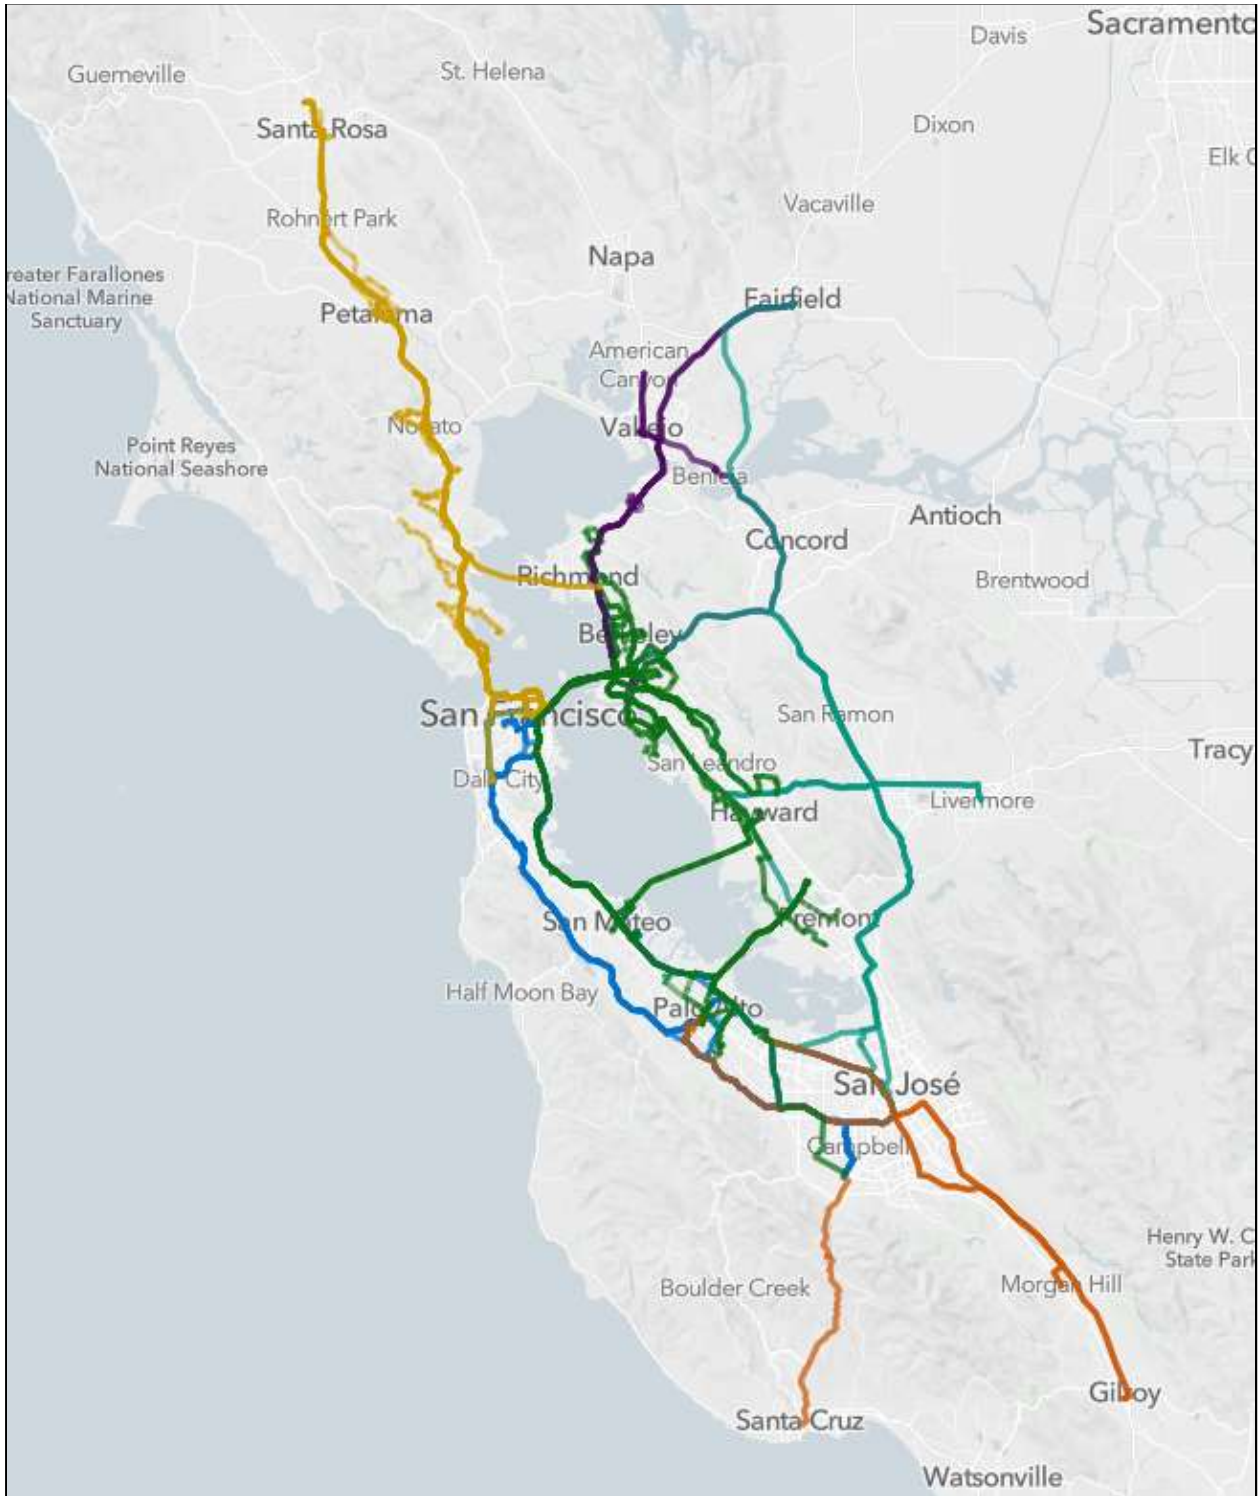 Sacramento
Davis
Guerneville
St. Helena
Santa Rosa
Dixon
Elk
Vacaville
Rohnert Park
Napa
reater Farallones
National Marine
Sanctuary
Fairfield
Petaluma
American
Canyon
Novato
Vallejo
Point Reyes
National Seashore
Benicia
Antioch
Concord
Richmond
Brentwood
Berkeley
San Francisco
San Ramon
Tracy
San Leandro
Daly City
Livermore
Hayward
San Mateo
Fremont
Half Moon Bay
Palo Alto
San José
Campbell
Henry W. C
State Park
Boulder Creek
Morgan Hill
Gilroy
Santa Cruz
Watsonville